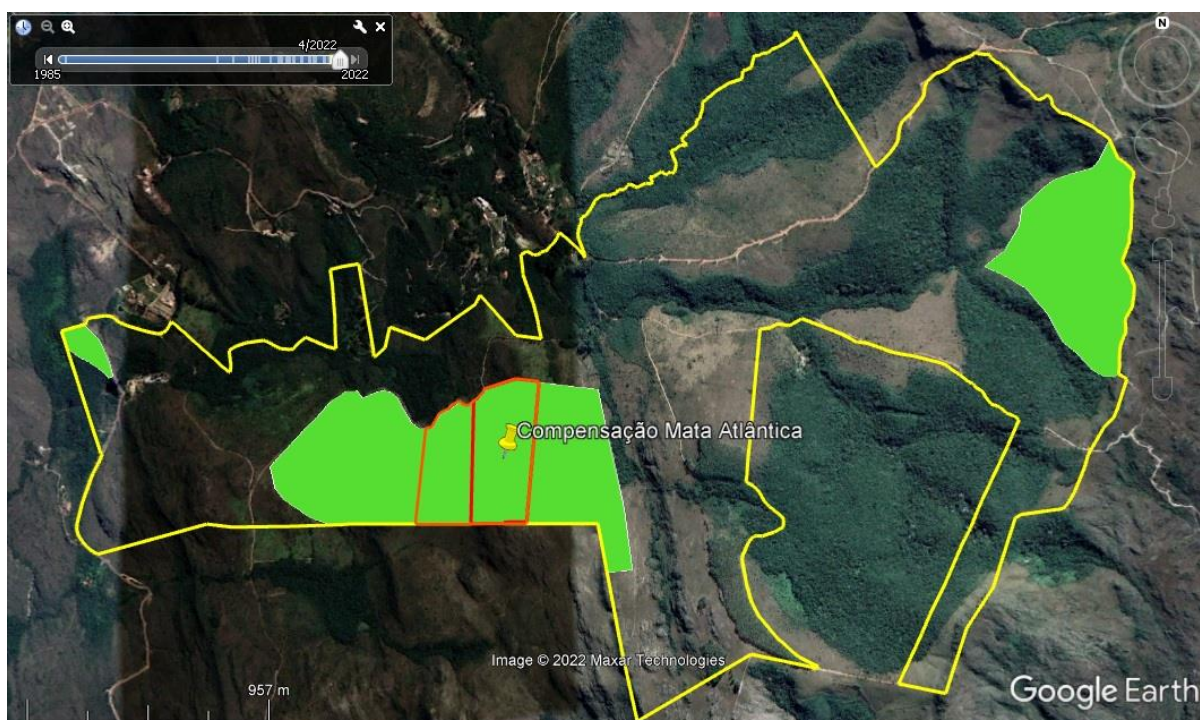 4/2022
1985
2022
N
Compensação Mata Atlântica
Image © 2022 Maxar Technologies
957 m
Google Earth